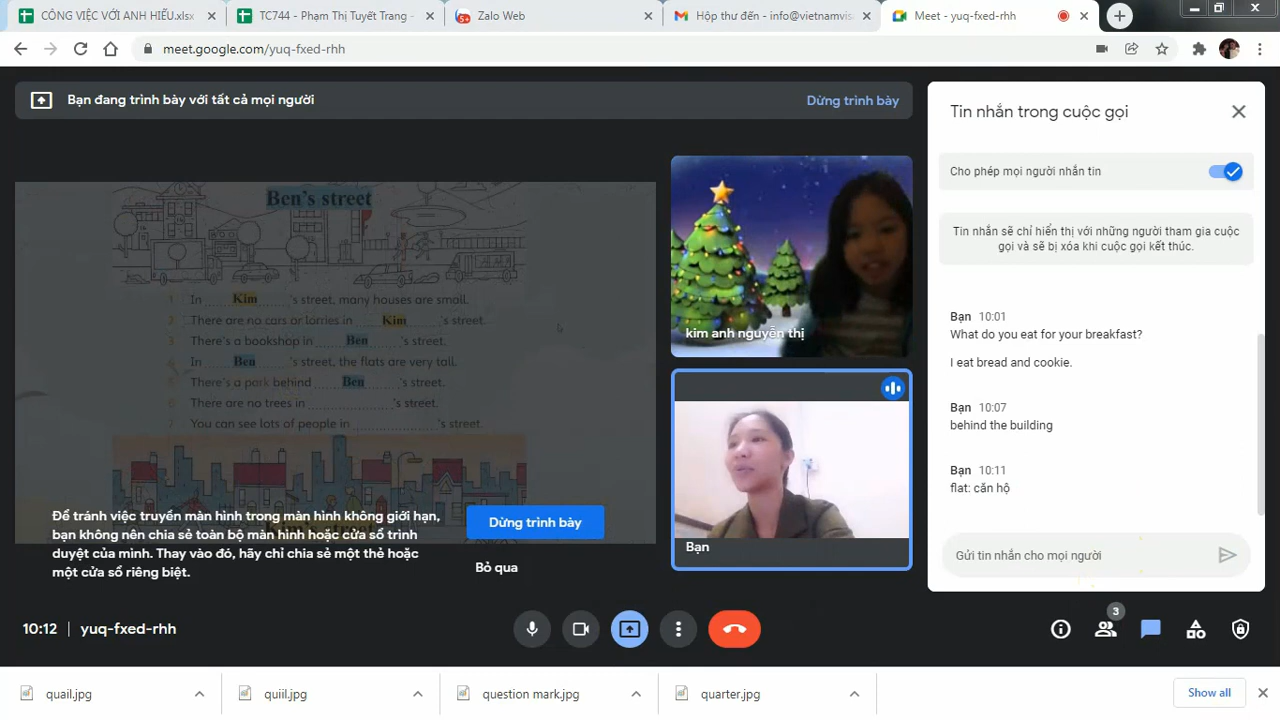 CÔNG VIỆC VỚI ANH HIẾU.xlsx
TC744 - Phạm Thị Tuyết Trang -
5+
Zalo Web
Hộp thư đến - info@vietnamvis
Meet - yuq-fxed-rhh
meet.google.com/yuq-fxed-rhh
Bạn đang trình bày với tất cả mọi người
Dừng trình bày
Ben's street
1 In Kim 's street, many houses are small.
2 There are no cars or lorries in Kim 's street.
3 There's a bookshop in Ben 's street.
4 In Ben 's street, the flats are very tall.
5 There's a park behind Ben 's street.
6 There are no trees in ............ 's street.
7 You can see lots of people in ............ 's street.
Kim's street
Để tránh việc truyền màn hình trong màn hình không giới hạn,
bạn không nên chia sẻ toàn bộ màn hình hoặc cửa sổ trình
duyệt của mình. Thay vào đó, hãy chỉ chia sẻ một thẻ hoặc
một cửa sổ riêng biệt.
Dừng trình bày
Bỏ qua
kim anh nguyễn thị
Bạn
Tin nhắn trong cuộc gọi
Cho phép mọi người nhắn tin
Tin nhắn sẽ chỉ hiển thị với những người tham gia cuộc
gọi và sẽ bị xóa khi cuộc gọi kết thúc.
Bạn 10:01
What do you eat for your breakfast?
I eat bread and cookie.
Bạn 10:07
behind the building
Bạn 10:11
flat: căn hộ
Gửi tin nhắn cho mọi người
10:12 | yuq-fxed-rhh
3
quail.jpg
quiil.jpg
question mark.jpg
quarter.jpg
Show all